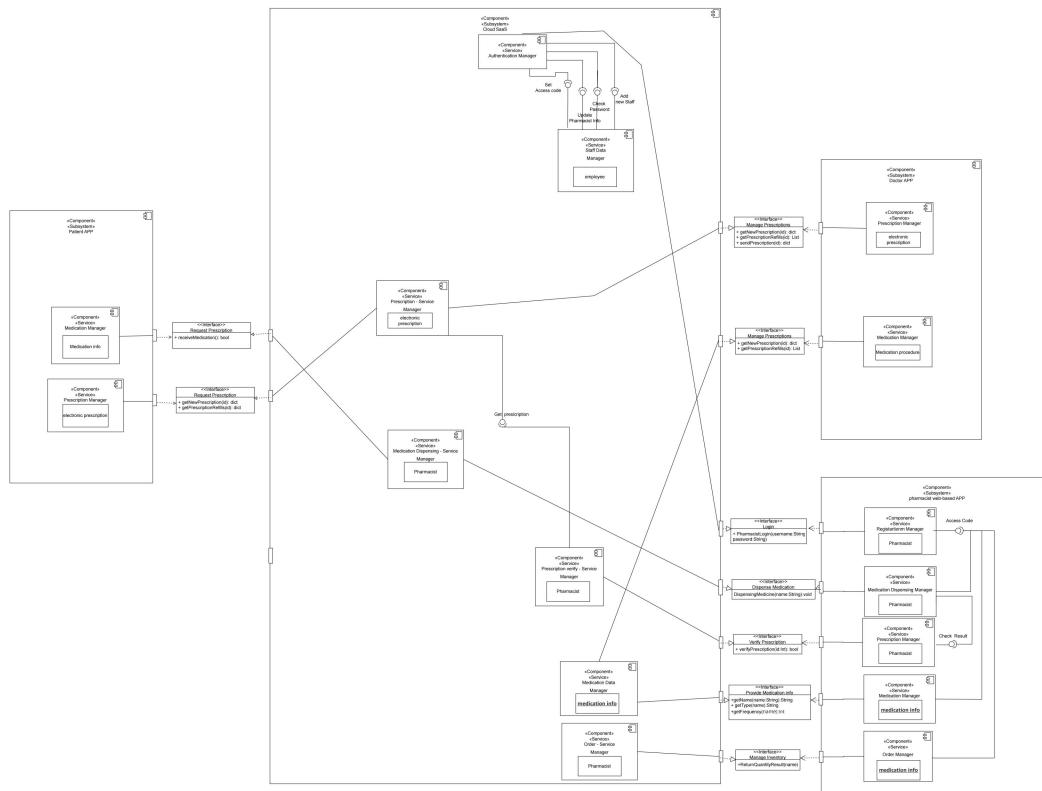 «Component»
«Subsystem»
Cloud SaaS
«Component»
«Service»
Authentication Manager
Set
Access code
Update
Pharmacist Info
Check
Password
Add
new Staff
«Component»
«Service»
Staff Data
Manager
employee
«Component»
«Subsystem»
Patient APP
«Component»
«Service»
Medication Manager
Medication info
«Component»
«Service»
Prescription Manager
electronic prescription
<<Interface>>
Request Prescription
+ receiveMedication(): bool
<<Interface>>
Request Prescription
+ getNewPrescription(id): dict
+ getPrescriptionRefills(id): dict
«Component»
«Service»
Prescription - Service
Manager
electronic
prescription
Get prescription
«Component»
«Service»
Medication Dispensing - Service
Manager
Pharmacist
«Component»
«Service»
Prescription verify - Service
Manager
Pharmacist
«Component»
«Service»
Medication Data
Manager
medication info
«Component»
«Service»
Order - Service
Manager
Pharmacist
<<Interface>>
Manage Prescriptions
+ getNewPrescription(id): dict
+ getPrescriptionRefills(id): List
+ sendPrescription(id): dict
<<Interface>>
Manage Prescriptions
+ getNewPrescription(id): dict
+ getPrescriptionRefills(id): List
<<Interface>>
Login
+ PharmacistLogin(username:String
password:String)
<<Interface>>
Dispense Medication
DispensingMedicine(name:String):void
<<Interface>>
Verify Prescription
+ verifyPrescription(id:Int): bool
<<Interface>>
Provide Medication info
+getName(name:String):String
+ getType(name):String
+getFrequency(name):Int
<<Interface>>
Manage Inventory
+ReturnQuantityResult(name)
«Component»
«Subsystem»
Doctor APP
«Component»
«Service»
Prescription Manager
electronic
prescription
«Component»
«Service»
Medication Manager
Medication procedure
«Component»
«Subsystem»
pharmacist web-based APP
«Component»
«Service»
Manager
Pharmacist
Access Code
«Component»
«Service»
Medication Dispensing Manager
Pharmacist
«Component»
«Service»
Prescription Manager
Pharmacist
Check Result
«Component»
«Service»
Medication Manager
medication info
«Component»
«Service»
Order Manager
medication info